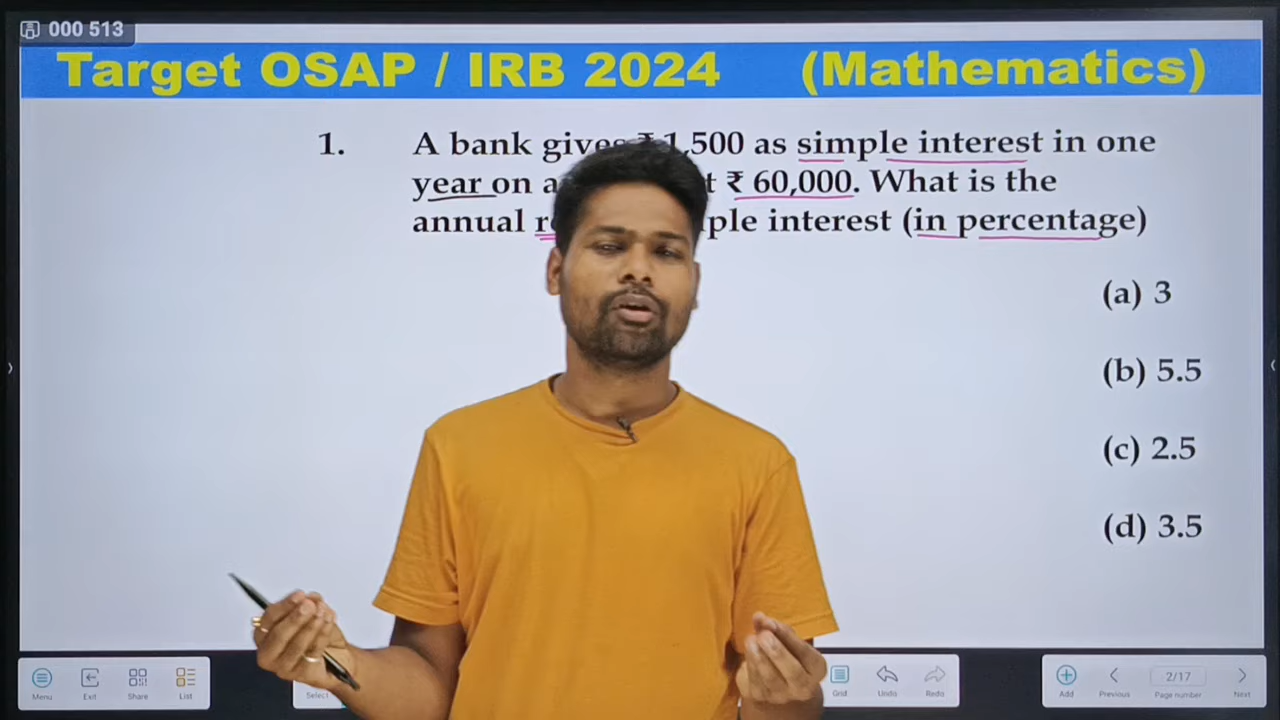 000 513
Target OSAP / IRB 2024 (Mathematics)
1. A bank gives ₹ 1,500 as simple interest in one
year on a ₹ 60,000. What is the
annual interest (in percentage)
(a) 3
(b) 5.5
(c) 2.5
(d) 3.5
Menu Exit Share List Select Grid Undo Redo Add Previous 2/17 Page number Next